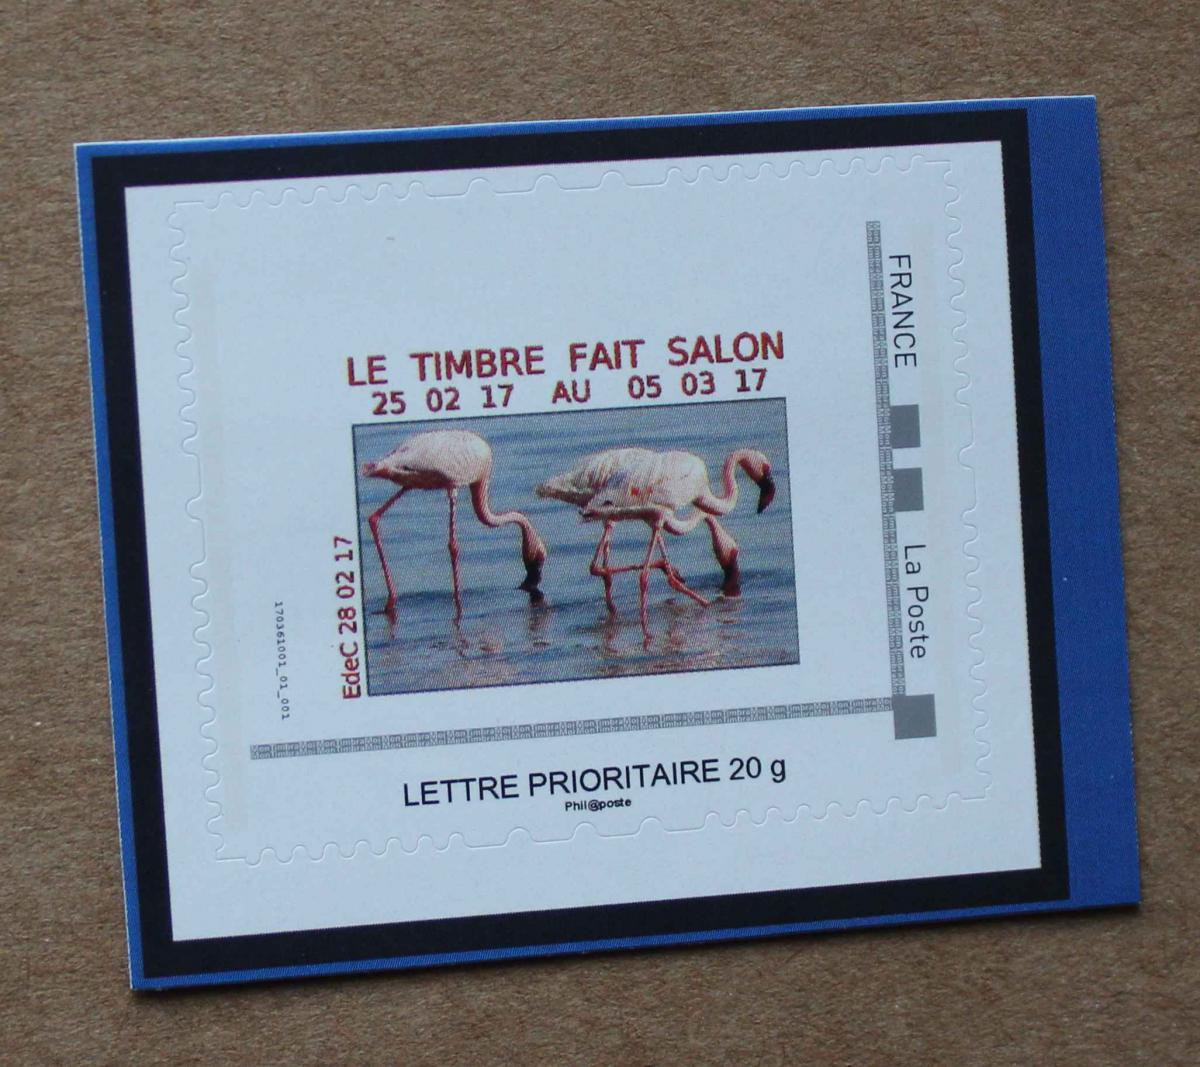 LE TIMBRE FAIT SALON
25 02 17 AU 05 03 17
EdeC 28 02 17
170361001_01_001
FRANCE
La Poste
LETTRE PRIORITAIRE 20 g
Phil@poste